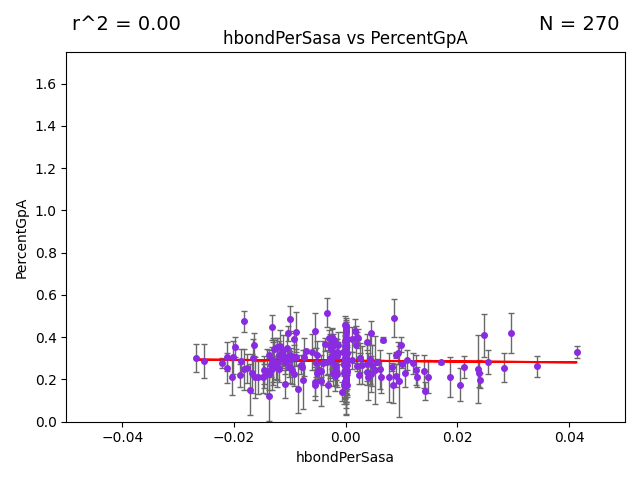 r^2 = 0.00
N = 270
hbondPerSasa vs PercentGpA
PercentGpA
1.6
1.4
1.2
1.0
0.8
0.6
0.4
0.2
0.0
−0.04
−0.02
0.00
0.02
0.04
hbondPerSasa